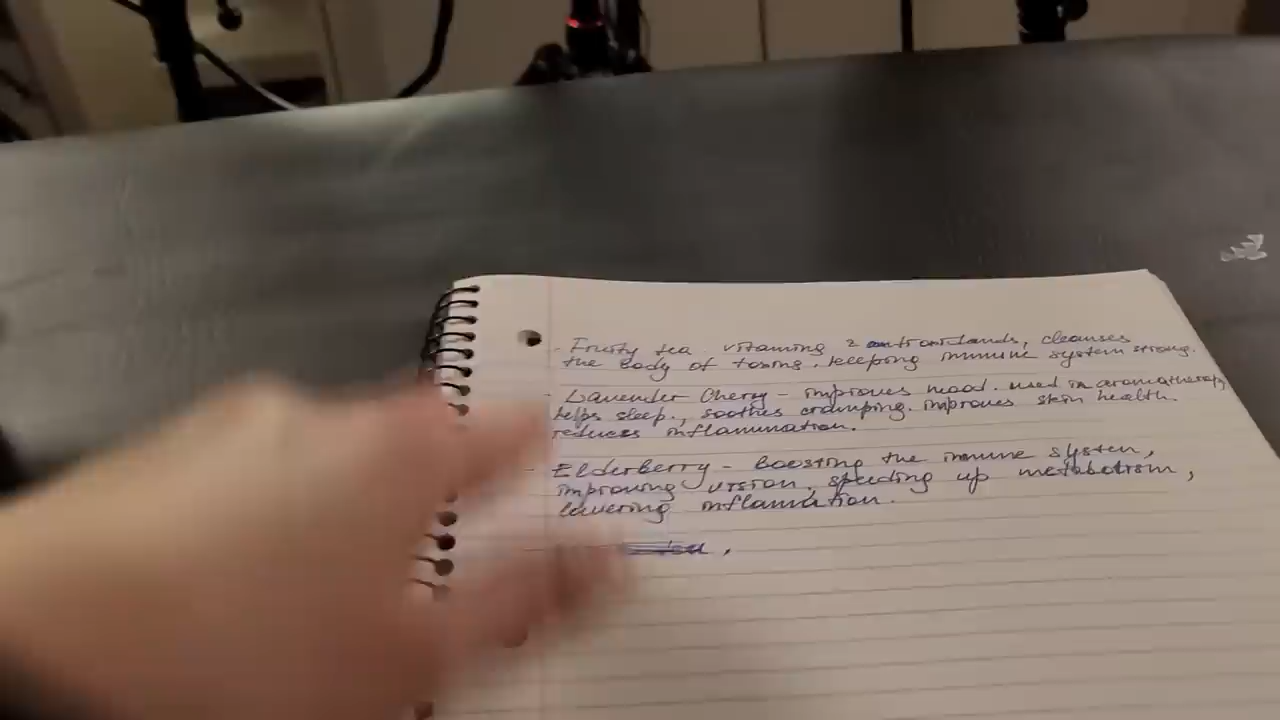 - Fruity tea. vitaming & antioxidands, cleanses
the body of toxins. keeping immune system strong.
- Lavender Cherry - improves mood. used in aromatherapy,
helps sleep., soothes cramping. improves skin health.
reduces inflammation.
- Elderberry - boosting the immune system,
improving vision, speeding up metabolism,
lowering inflammation.